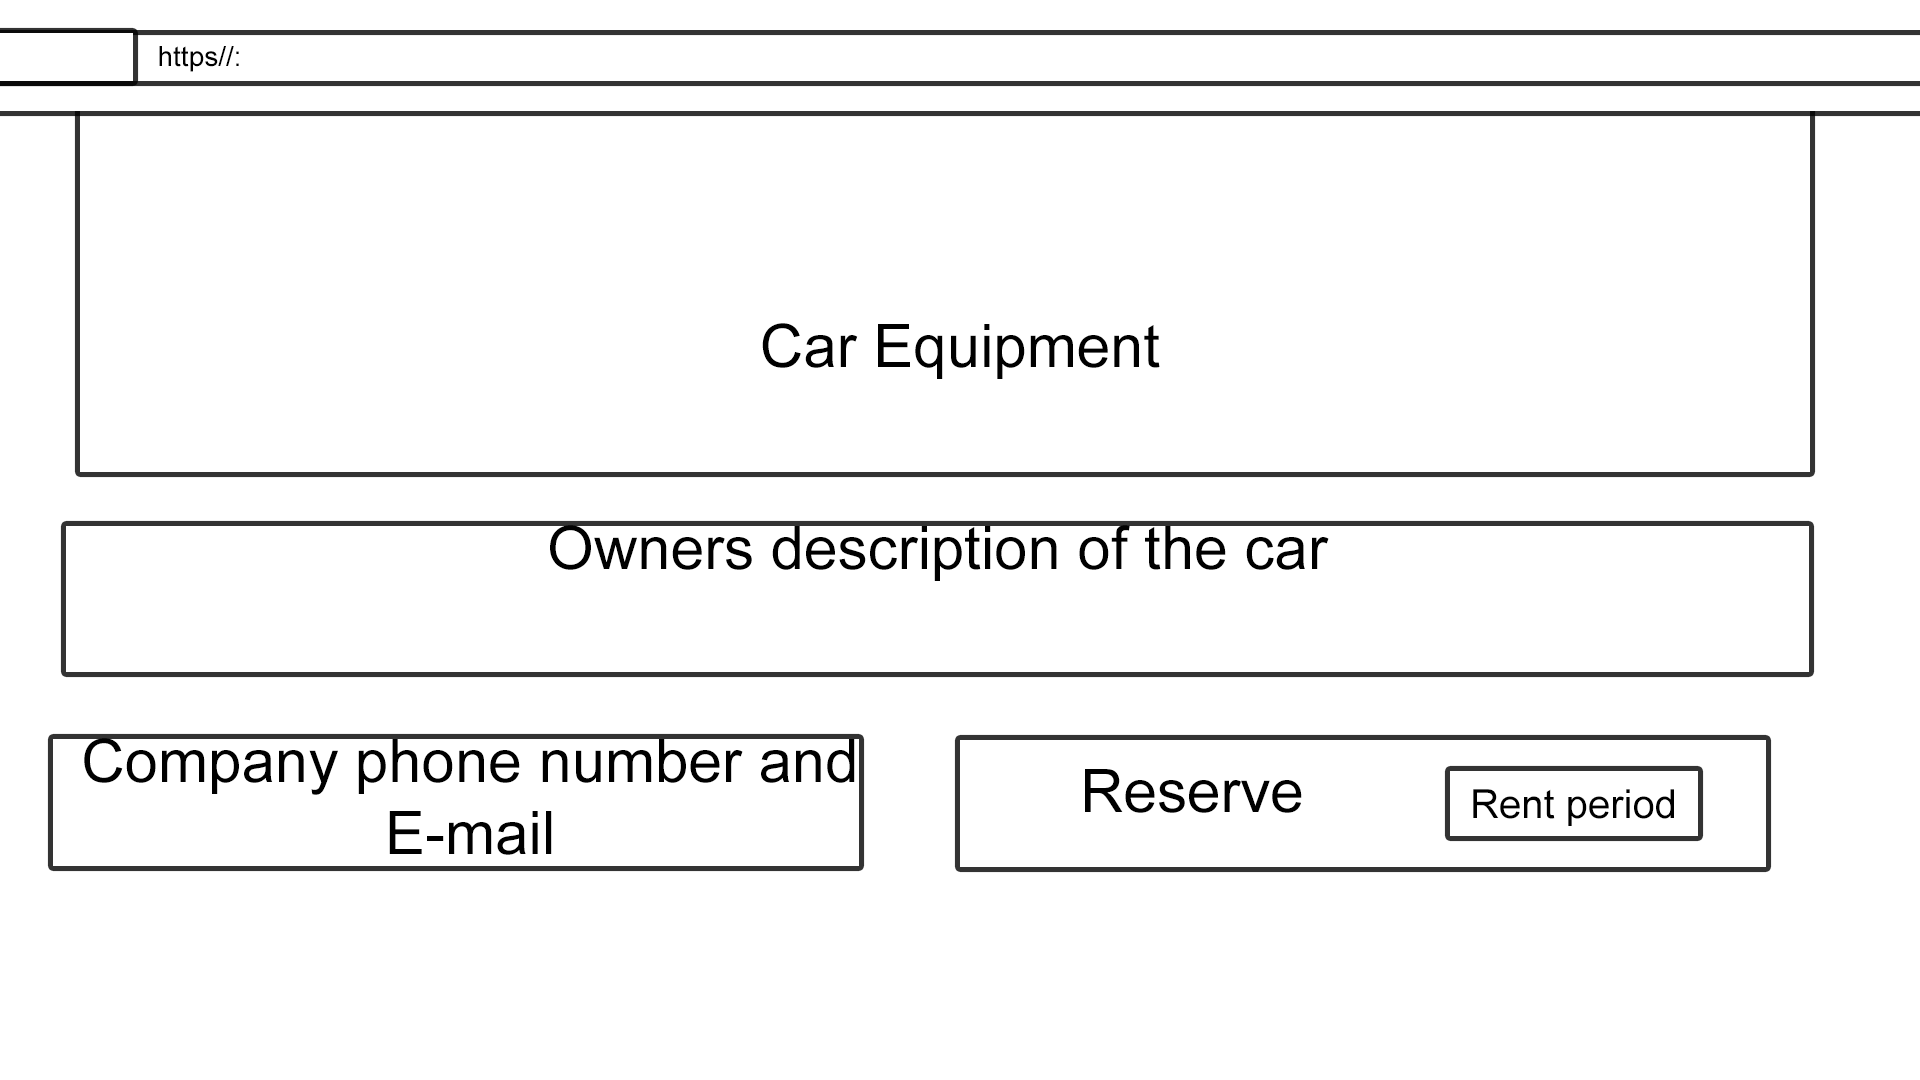 https//:
Car Equipment
Owners description of the car
Company phone number and
E-mail
Reserve
Rent period